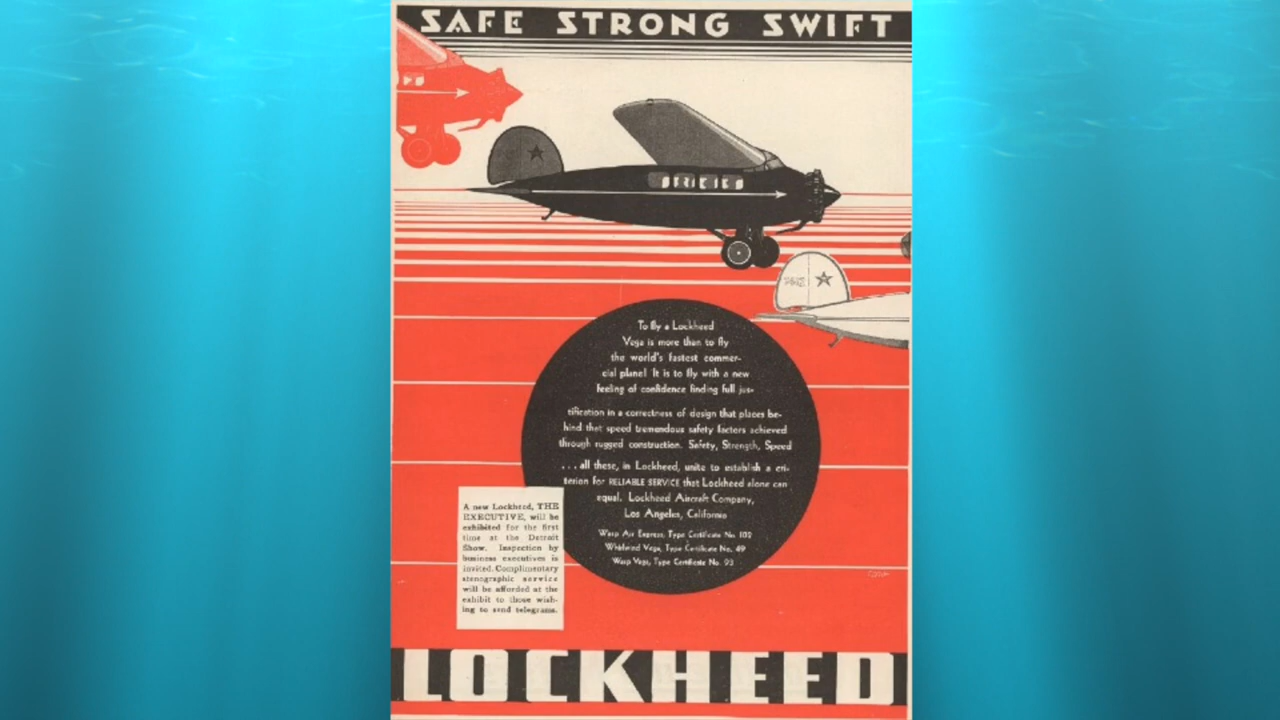 SAFE STRONG SWIFT
To fly a Lockheed
Vega is more than to fly
the world's fastest commer-
cial plane! It is to fly with a new
feeling of confidence finding full jus-
tification in a correctness of design that places be-
hind that speed tremendous safety factors achieved
through rugged construction. Safety, Strength, Speed
...all these, in Lockheed, unite to establish a cri-
terion for RELIABLE SERVICE that Lockheed alone can
equal. Lockheed Aircraft Company,
Los Angeles, California
Wasp Air Express, Type Certificate No. 102
Whirlwind Vega, Type Certificate No. 49
Wasp Vega, Type Certificate No. 93
A new Lockheed, THE
EXECUTIVE, will be
exhibited for the first
time at the Detroit
Show. Inspection by
business executives is
invited. Complimentary
stenographic service
will be afforded at the
exhibit to those wish-
ing to send telegrams.
LOCKHEED